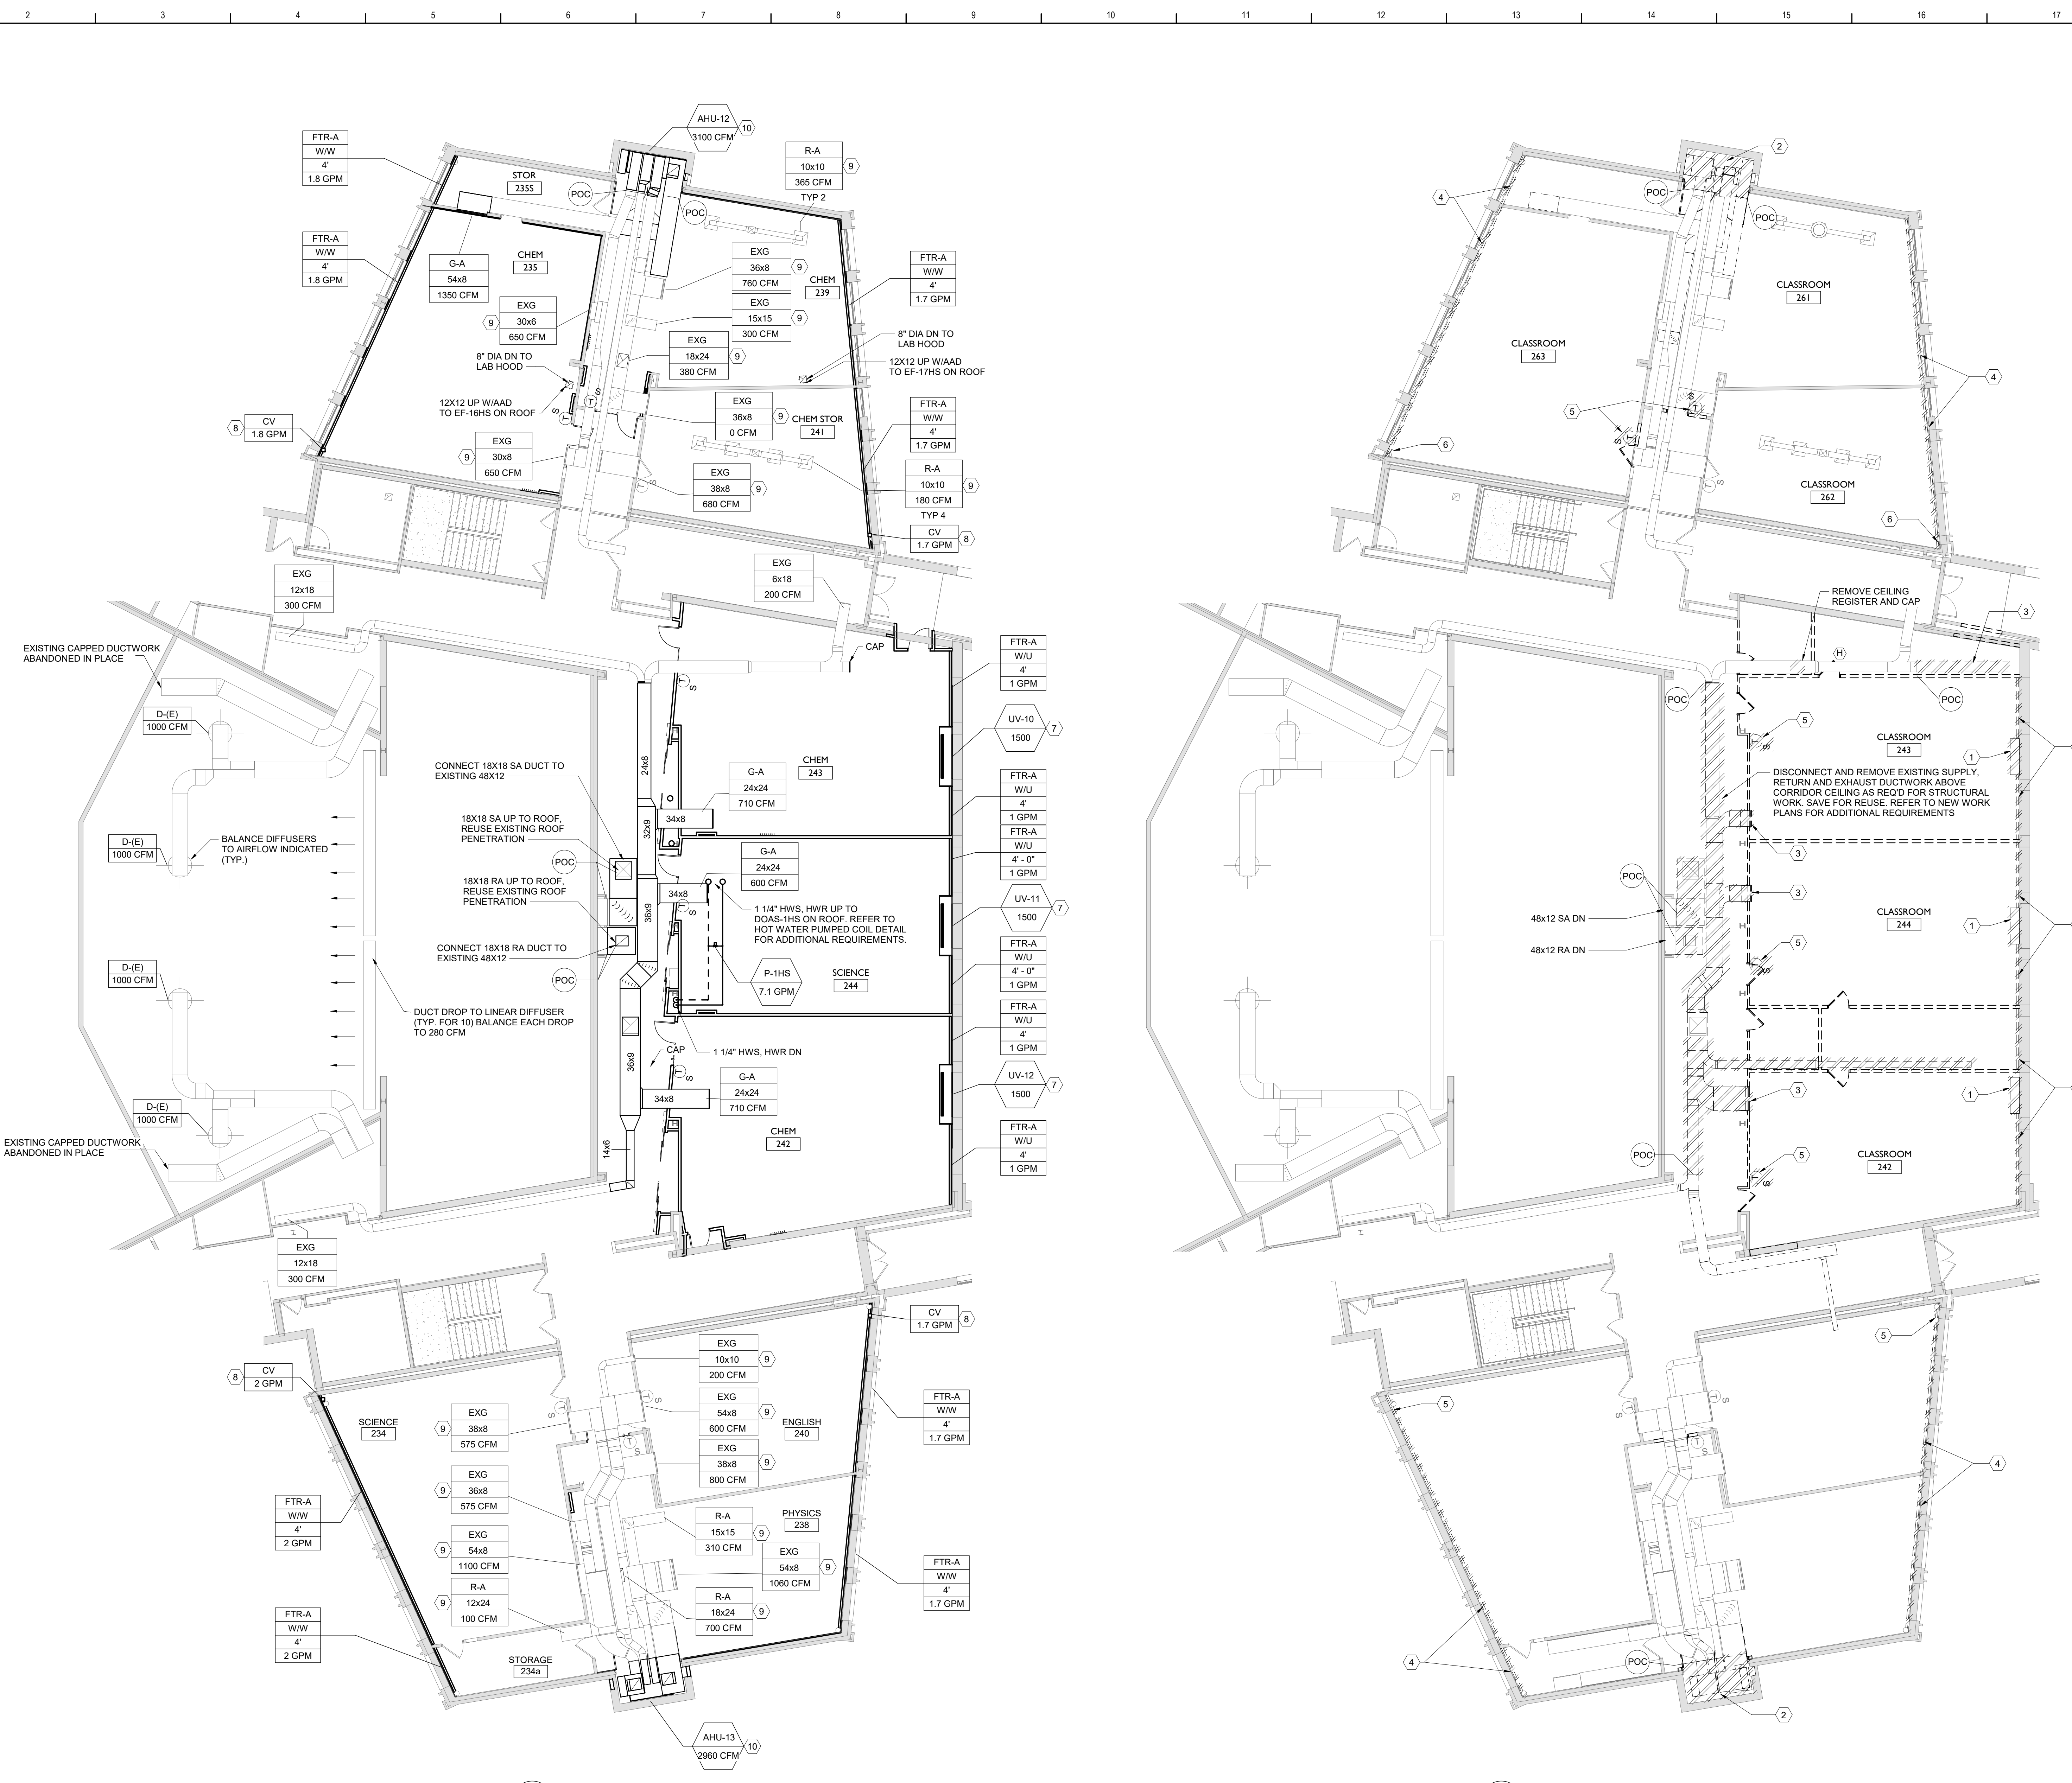 2
3
4
5
6
7
8
9
10
11
12
13
14
15
16
17
AHU-12
3100 CFM
10
FTR-A
W/W
4'
1.8 GPM
STOR
235S
POC
POC
R-A
10x10
365 CFM
9
TYP 2
FTR-A
W/W
4'
1.8 GPM
G-A
54x8
1350 CFM
CHEM
235
EXG
36x8
760 CFM
9
CHEM
239
FTR-A
W/W
4'
1.7 GPM
EXG
30x6
650 CFM
9
EXG
15x15
300 CFM
9
8" DIA DN TO
LAB HOOD
EXG
18x24
380 CFM
9
8" DIA DN TO
LAB HOOD
12X12 UP W/AAD
TO EF-17HS ON ROOF
12X12 UP W/AAD
TO EF-16HS ON ROOF
S
T
S
T
EXG
36x8
0 CFM
9
CHEM STOR
241
FTR-A
W/W
4'
1.7 GPM
8
CV
1.8 GPM
EXG
30x8
650 CFM
9
EXG
38x8
680 CFM
9
R-A
10x10
180 CFM
9
TYP 4
T
S
CV
1.7 GPM
8
EXG
6x18
200 CFM
EXG
12x18
300 CFM
EXISTING CAPPED DUCTWORK
ABANDONED IN PLACE
CAP
FTR-A
W/U
4'
1 GPM
T
S
D-(E)
1000 CFM
UV-10
1500
7
24x8
CHEM
243
CONNECT 18X18 SA DUCT TO
EXISTING 48X12
G-A
24x24
710 CFM
FTR-A
W/U
4'
1 GPM
34x8
32x9
18X18 SA UP TO ROOF,
REUSE EXISTING ROOF
PENETRATION
FTR-A
W/U
4' - 0"
1 GPM
D-(E)
1000 CFM
BALANCE DIFFUSERS
TO AIRFLOW INDICATED
(TYP.)
POC
G-A
24x24
600 CFM
18X18 RA UP TO ROOF,
REUSE EXISTING ROOF
PENETRATION
34x8
36x9
T
S
1 1/4" HWS, HWR UP TO
DOAS-1HS ON ROOF. REFER TO
HOT WATER PUMPED COIL DETAIL
FOR ADDITIONAL REQUIREMENTS.
UV-11
1500
7
CONNECT 18X18 RA DUCT TO
EXISTING 48X12
FTR-A
W/U
4' - 0"
1 GPM
D-(E)
1000 CFM
POC
P-1HS
7.1 GPM
SCIENCE
244
DUCT DROP TO LINEAR DIFFUSER
(TYP. FOR 10) BALANCE EACH DROP
TO 280 CFM
FTR-A
W/U
4'
1 GPM
CAP
1 1/4" HWS, HWR DN
36x9
T
S
G-A
24x24
710 CFM
UV-12
1500
7
34x8
D-(E)
1000 CFM
CHEM
242
FTR-A
W/U
4'
1 GPM
EXISTING CAPPED DUCTWORK
ABANDONED IN PLACE
14x6
EXG
12x18
300 CFM
CV
1.7 GPM
8
8
CV
2 GPM
EXG
10x10
200 CFM
9
SCIENCE
234
EXG
38x8
575 CFM
9
EXG
54x8
600 CFM
9
ENGLISH
240
FTR-A
W/W
4'
1.7 GPM
T
S
T
S
T
S
EXG
38x8
800 CFM
9
EXG
36x8
575 CFM
9
FTR-A
W/W
4'
2 GPM
R-A
15x15
310 CFM
9
PHYSICS
238
EXG
54x8
1100 CFM
9
EXG
54x8
1060 CFM
9
FTR-A
W/W
4'
1.7 GPM
R-A
12x24
100 CFM
9
R-A
18x24
700 CFM
9
FTR-A
W/W
4'
2 GPM
STORAGE
234a
AHU-13
2960 CFM
10
2
4
POC
POC
CLASSROOM
261
CLASSROOM
263
4
5
S
T
S
T
6
CLASSROOM
262
T
S
6
REMOVE CEILING
REGISTER AND CAP
3
H
POC
POC
5
T
S
CLASSROOM
243
1
DISCONNECT AND REMOVE EXISTING SUPPLY,
RETURN AND EXHAUST DUCTWORK ABOVE
CORRIDOR CEILING AS REQ'D FOR STRUCTURAL
WORK. SAVE FOR REUSE. REFER TO NEW WORK
PLANS FOR ADDITIONAL REQUIREMENTS
3
H
POC
3
H
48x12 SA DN
CLASSROOM
244
1
48x12 RA DN
5
T
S
H
3
1
H
POC
5
T
S
CLASSROOM
242
5
5
T
S
T
S
T
S
4
4
POC
2